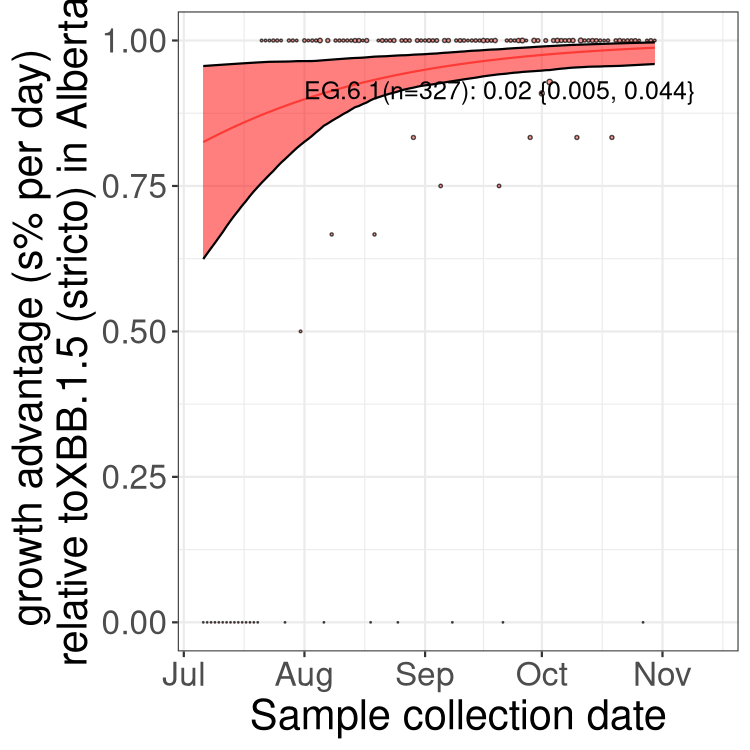 growth advantage (s% per day)
relative toXBB.1.5 (stricto) in Alberta
1.00
0.75
0.50
0.25
0.00
EG.6.1(n=327): 0.02 {0.005, 0.044}
Jul Aug Sep Oct Nov
Sample collection date